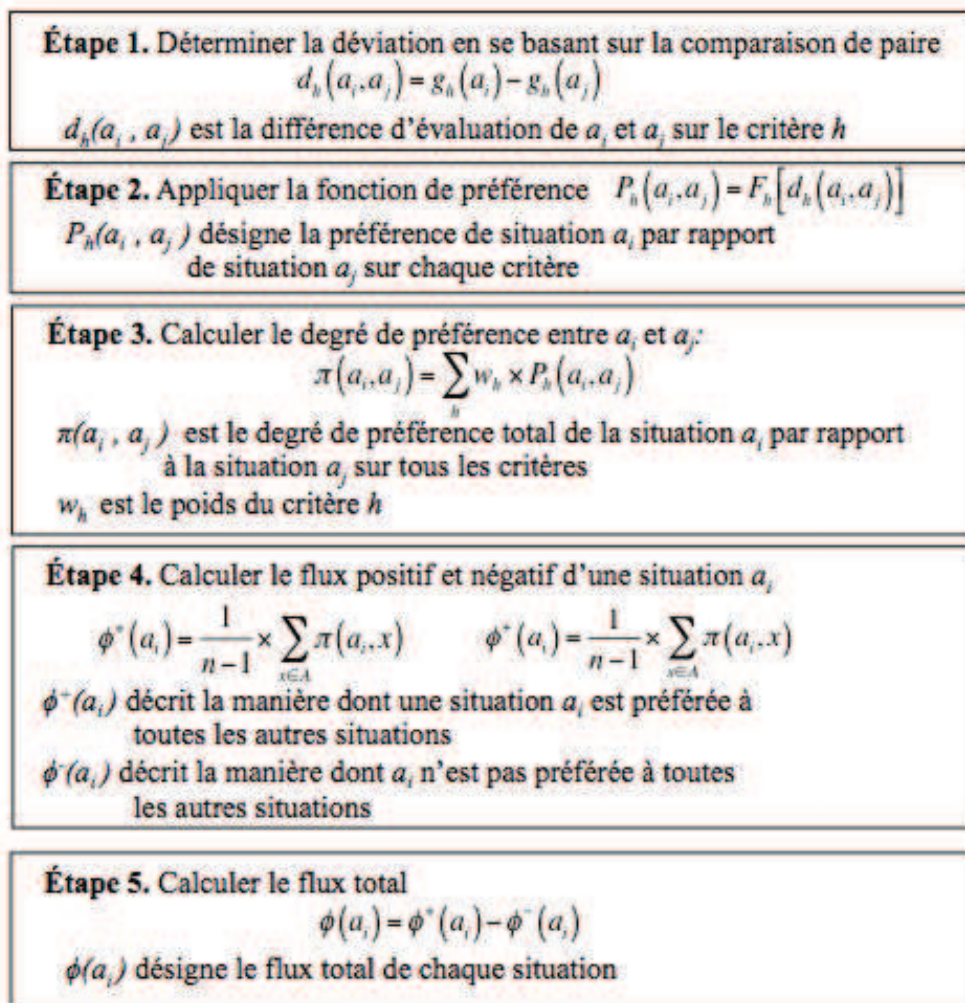 Étape 1. Déterminer la déviation en se basant sur la comparaison de paire
d_h(a_i,a_j) = g_h(a_i) − g_h(a_j)
d_h(a_i , a_j) est la différence d'évaluation de a_i et a_j sur le critère h
Étape 2. Appliquer la fonction de préférence P_h(a_i,a_j) = F_h[d_h(a_i,a_j)]
P_h(a_i , a_j) désigne la préférence de situation a_i par rapport
de situation a_j sur chaque critère
Étape 3. Calculer le degré de préférence entre a_i et a_j:
π(a_i,a_j) = ∑_h w_h × P_h(a_i,a_j)
π(a_i , a_j) est le degré de préférence total de la situation a_i par rapport
à la situation a_j sur tous les critères
w_h est le poids du critère h
Étape 4. Calculer le flux positif et négatif d'une situation a_i
ϕ⁺(a_i) = 1/(n−1) × ∑_{x∈A} π(a_i,x) ϕ⁺(a_i) = 1/(n−1) × ∑_{x∈A} π(a_i,x)
ϕ⁺(a_i) décrit la manière dont une situation a_i est préférée à
toutes les autres situations
ϕ⁻(a_i) décrit la manière dont a_i n'est pas préférée à toutes
les autres situations
Étape 5. Calculer le flux total
ϕ(a_i) = ϕ⁺(a_i) − ϕ⁻(a_i)
ϕ(a_i) désigne le flux total de chaque situation